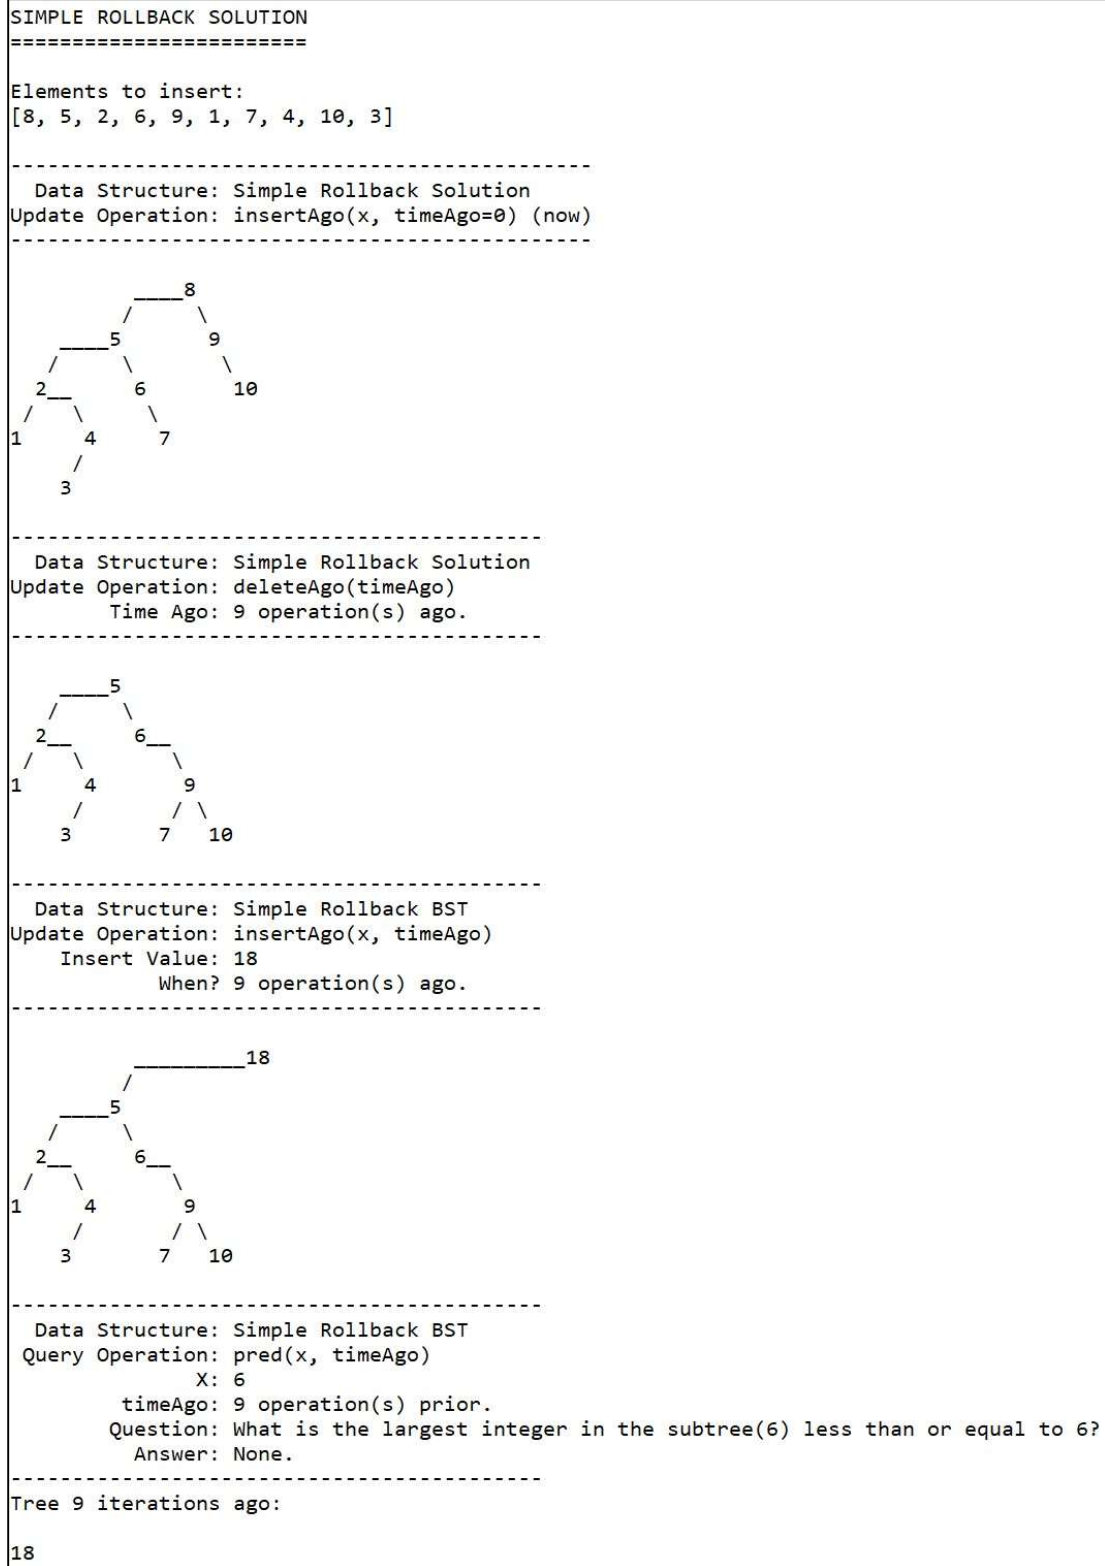 SIMPLE ROLLBACK SOLUTION
========================
Elements to insert:
[8, 5, 2, 6, 9, 1, 7, 4, 10, 3]
-----------------------------------------------
  Data Structure: Simple Rollback Solution
Update Operation: insertAgo(x, timeAgo=0) (now)
-----------------------------------------------
          ____8
         /     \
    ____5       9
   /     \       \
  2__     6       10
 /   \     \
1     4     7
     /
    3
-------------------------------------------
  Data Structure: Simple Rollback Solution
Update Operation: deleteAgo(timeAgo)
        Time Ago: 9 operation(s) ago.
-------------------------------------------
    ____5
   /     \
  2__     6__
 /   \       \
1     4       9
     /       / \
    3       7   10
-------------------------------------------
  Data Structure: Simple Rollback BST
Update Operation: insertAgo(x, timeAgo)
    Insert Value: 18
            When? 9 operation(s) ago.
-------------------------------------------
          _________18
         /
    ____5
   /     \
  2__     6__
 /   \       \
1     4       9
     /       / \
    3       7   10
-------------------------------------------
  Data Structure: Simple Rollback BST
 Query Operation: pred(x, timeAgo)
               X: 6
         timeAgo: 9 operation(s) prior.
        Question: What is the largest integer in the subtree(6) less than or equal to 6?
          Answer: None.
-------------------------------------------
Tree 9 iterations ago:
18